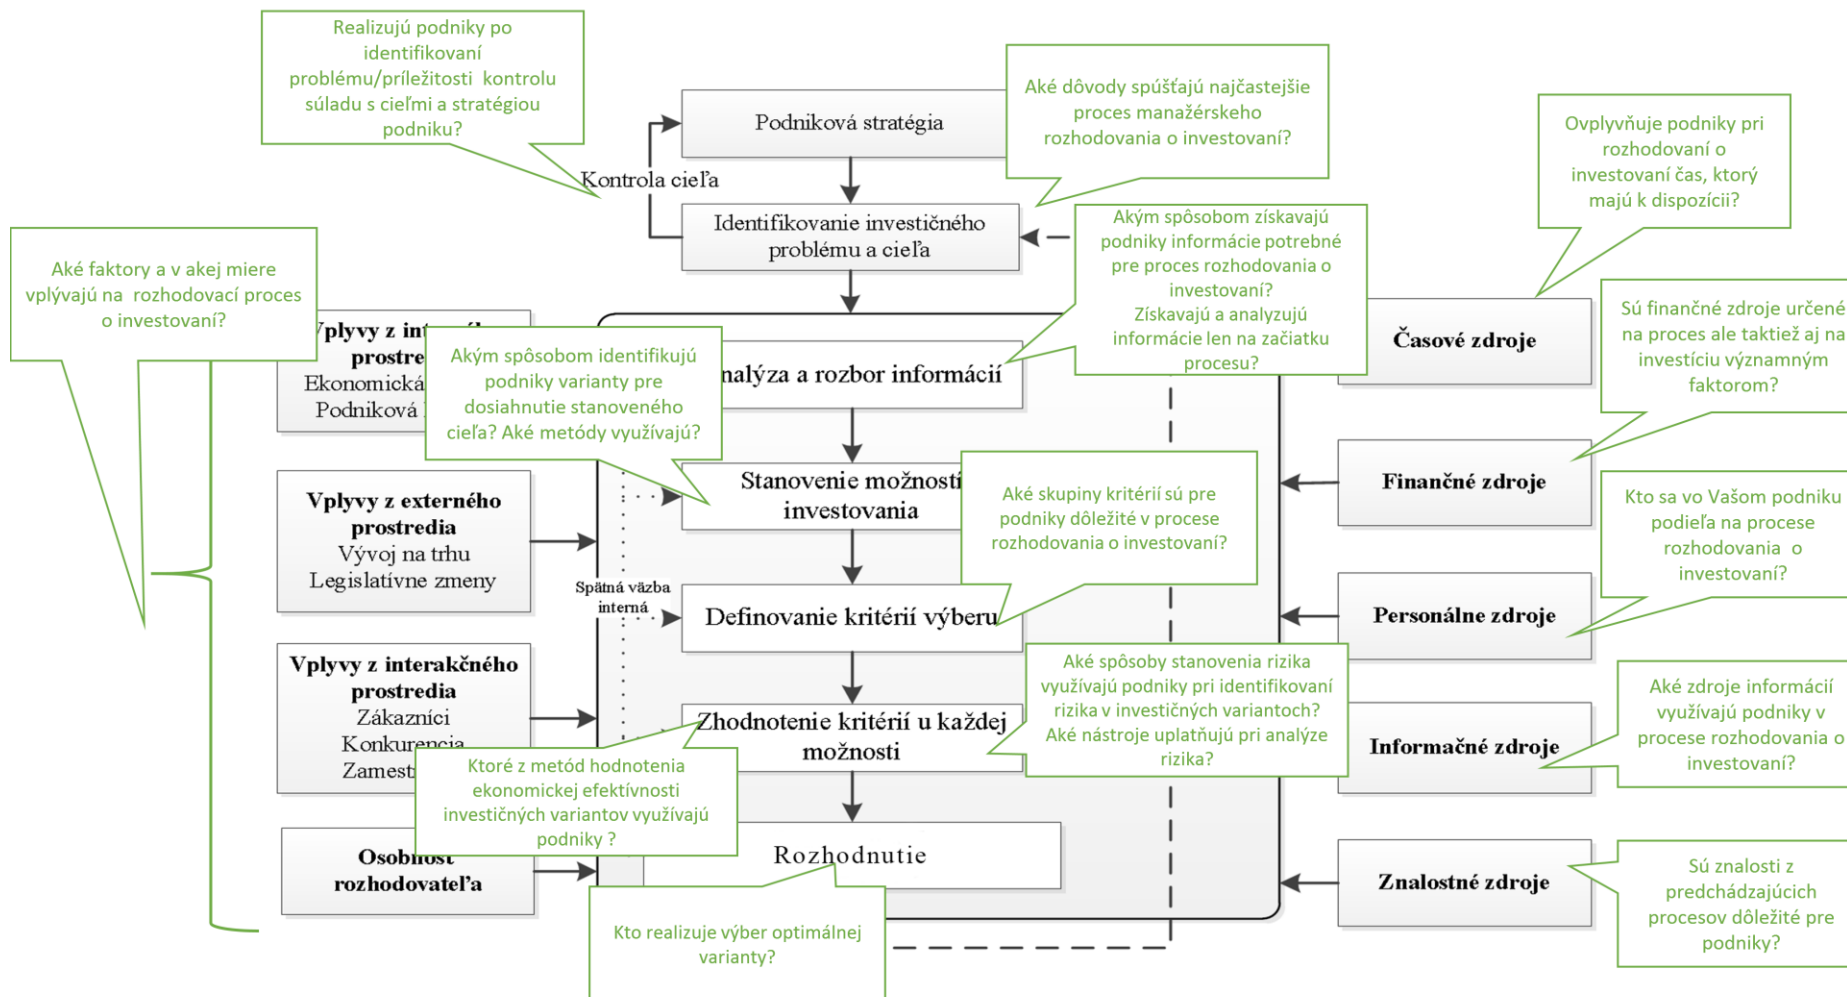 Realizujú podniky po
identifikovaní
problému/príležitosti kontrolu
súladu s cieľmi a stratégiou
podniku?
Podniková stratégia
Aké dôvody spúšťajú najčastejšie
proces manažérskeho
rozhodovania o investovaní?
Ovplyvňuje podniky pri
rozhodovaní o
investovaní čas, ktorý
majú k dispozícii?
Kontrola cieľa
Identifikovanie investičného
problému a cieľa
Akým spôsobom získavajú
podniky informácie potrebné
pre proces rozhodovania o
investovaní?
Získavajú a analyzujú
informácie len na začiatku
procesu?
Aké faktory a v akej miere
vplývajú na rozhodovací proces
o investovaní?
Vplyvy z
Ekonomická
Podniková
Akým spôsobom identifikujú
podniky varianty pre
dosiahnutie stanoveného
cieľa? Aké metódy využívajú?
a rozbor informácií
Časové zdroje
Sú finančné zdroje určené
na proces ale taktiež aj na
investíciu významným
faktorom?
Vplyvy z externého
prostredia
Vývoj na trhu
Legislatívne zmeny
Stanovenie možností
investovania
Aké skupiny kritérií sú pre
podniky dôležité v procese
rozhodovania o investovaní?
Finančné zdroje
Kto sa vo Vašom podniku
podieľa na procese
rozhodovania o
investovaní?
Spätná väzba
interná
Definovanie kritérií výberu
Personálne zdroje
Vplyvy z interakčného
prostredia
Zákazníci
Konkurencia
Zhodnotenie kritérií u každej
možnosti
Aké spôsoby stanovenia rizika
využívajú podniky pri identifikovaní
rizika v investičných variantoch?
Aké nástroje uplatňujú pri analýze
rizika?
Informačné zdroje
Aké zdroje informácií
využívajú podniky v
procese rozhodovania o
investovaní?
Ktoré z metód hodnotenia
ekonomickej efektívnosti
investičných variantov využívajú
podniky ?
Osobnosť
rozhodovateľa
Rozhodnutie
Kto realizuje výber optimálnej
varianty?
Znalostné zdroje
Sú znalosti z
predchádzajúcich
procesov dôležité pre
podniky?